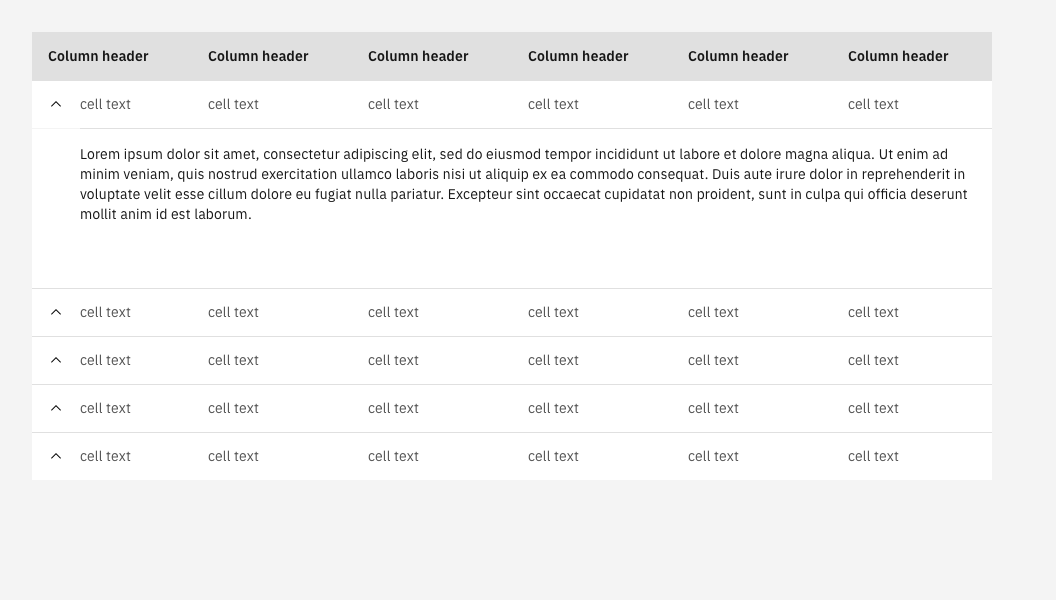 Column header Column header Column header Column header Column header Column header
cell text cell text cell text cell text cell text cell text
Lorem ipsum dolor sit amet, consectetur adipiscing elit, sed do eiusmod tempor incididunt ut labore et dolore magna aliqua. Ut enim ad
minim veniam, quis nostrud exercitation ullamco laboris nisi ut aliquip ex ea commodo consequat. Duis aute irure dolor in reprehenderit in
voluptate velit esse cillum dolore eu fugiat nulla pariatur. Excepteur sint occaecat cupidatat non proident, sunt in culpa qui officia deserunt
mollit anim id est laborum.
cell text cell text cell text cell text cell text cell text
cell text cell text cell text cell text cell text cell text
cell text cell text cell text cell text cell text cell text
cell text cell text cell text cell text cell text cell text